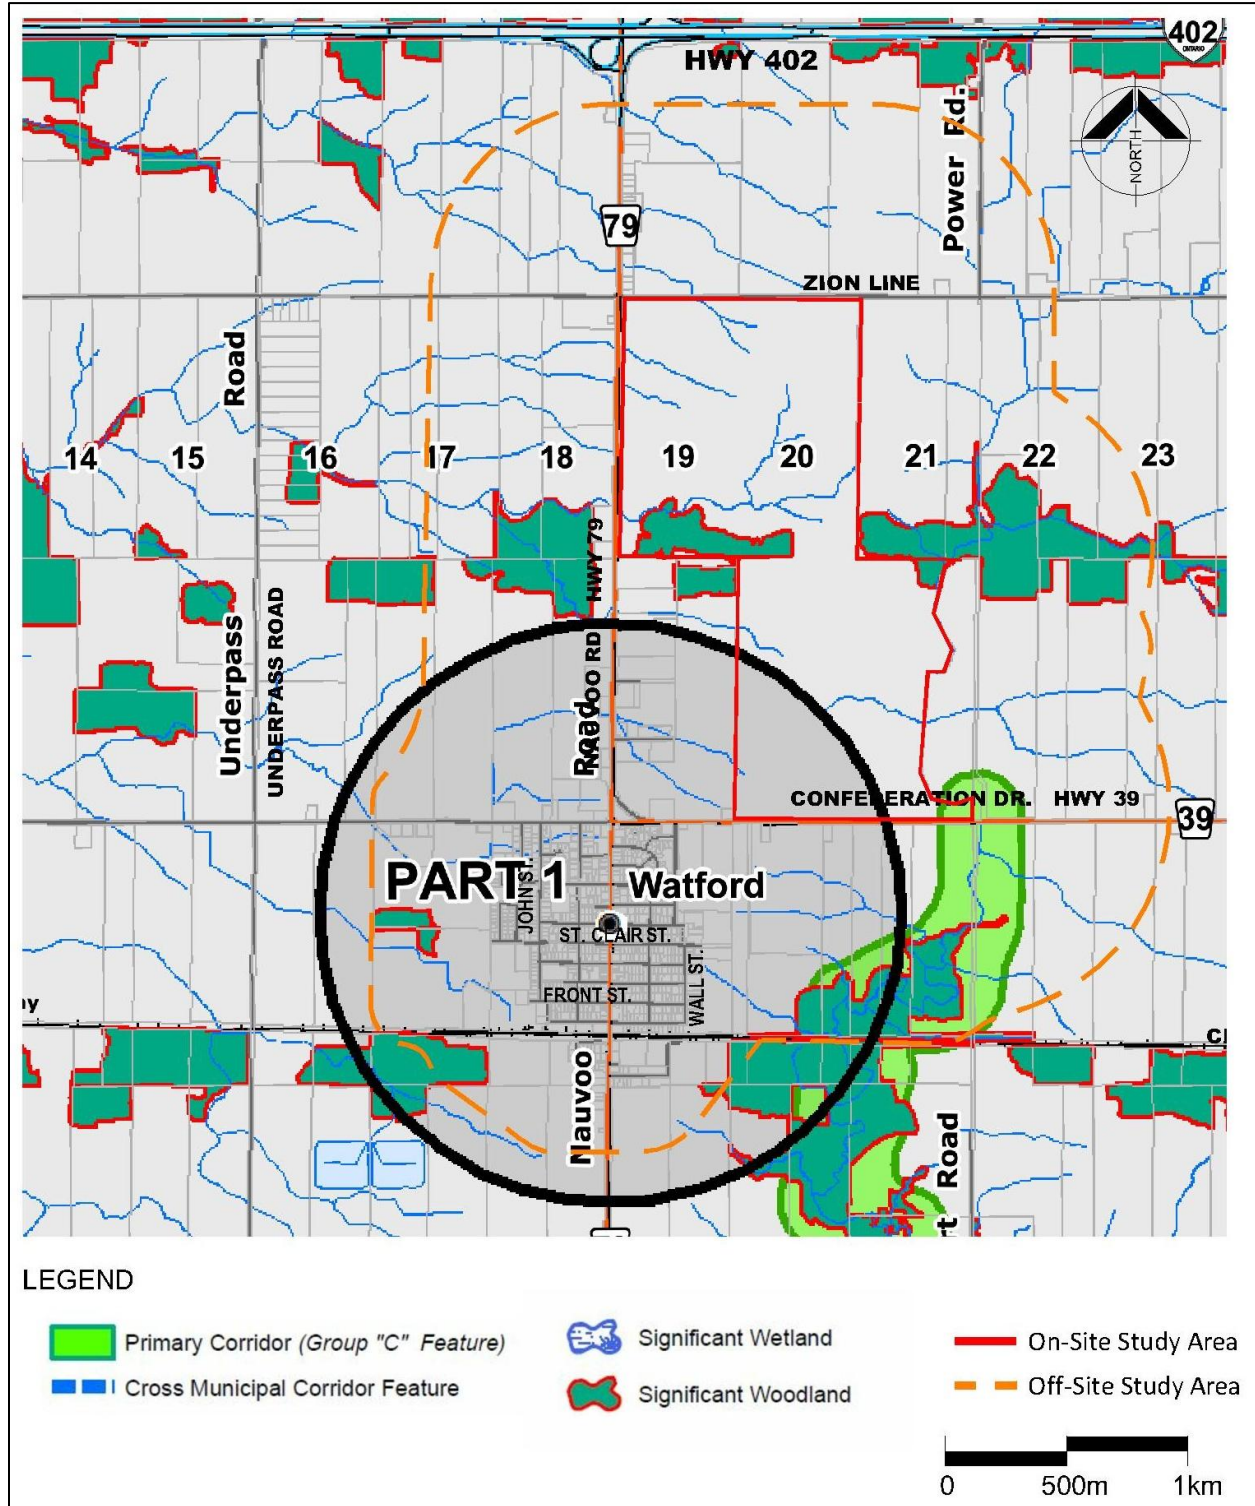 402
ONTARIO
HWY 402
Power Rd.
NORTH
79
ZION LINE
Road
14
15
16
17
18
19
20
21
22
23
HWY 79
Underpass
UNDERPASS ROAD
Road
CONFEDERATION DR. HWY 39
39
PART 1
Watford
JOHN ST.
ST. CLAIR ST.
WALL ST.
FRONT ST.
Nauvoo
Road
LEGEND
Primary Corridor (Group "C" Feature)
Significant Wetland
On-Site Study Area
Cross Municipal Corridor Feature
Significant Woodland
Off-Site Study Area
0 500m 1km